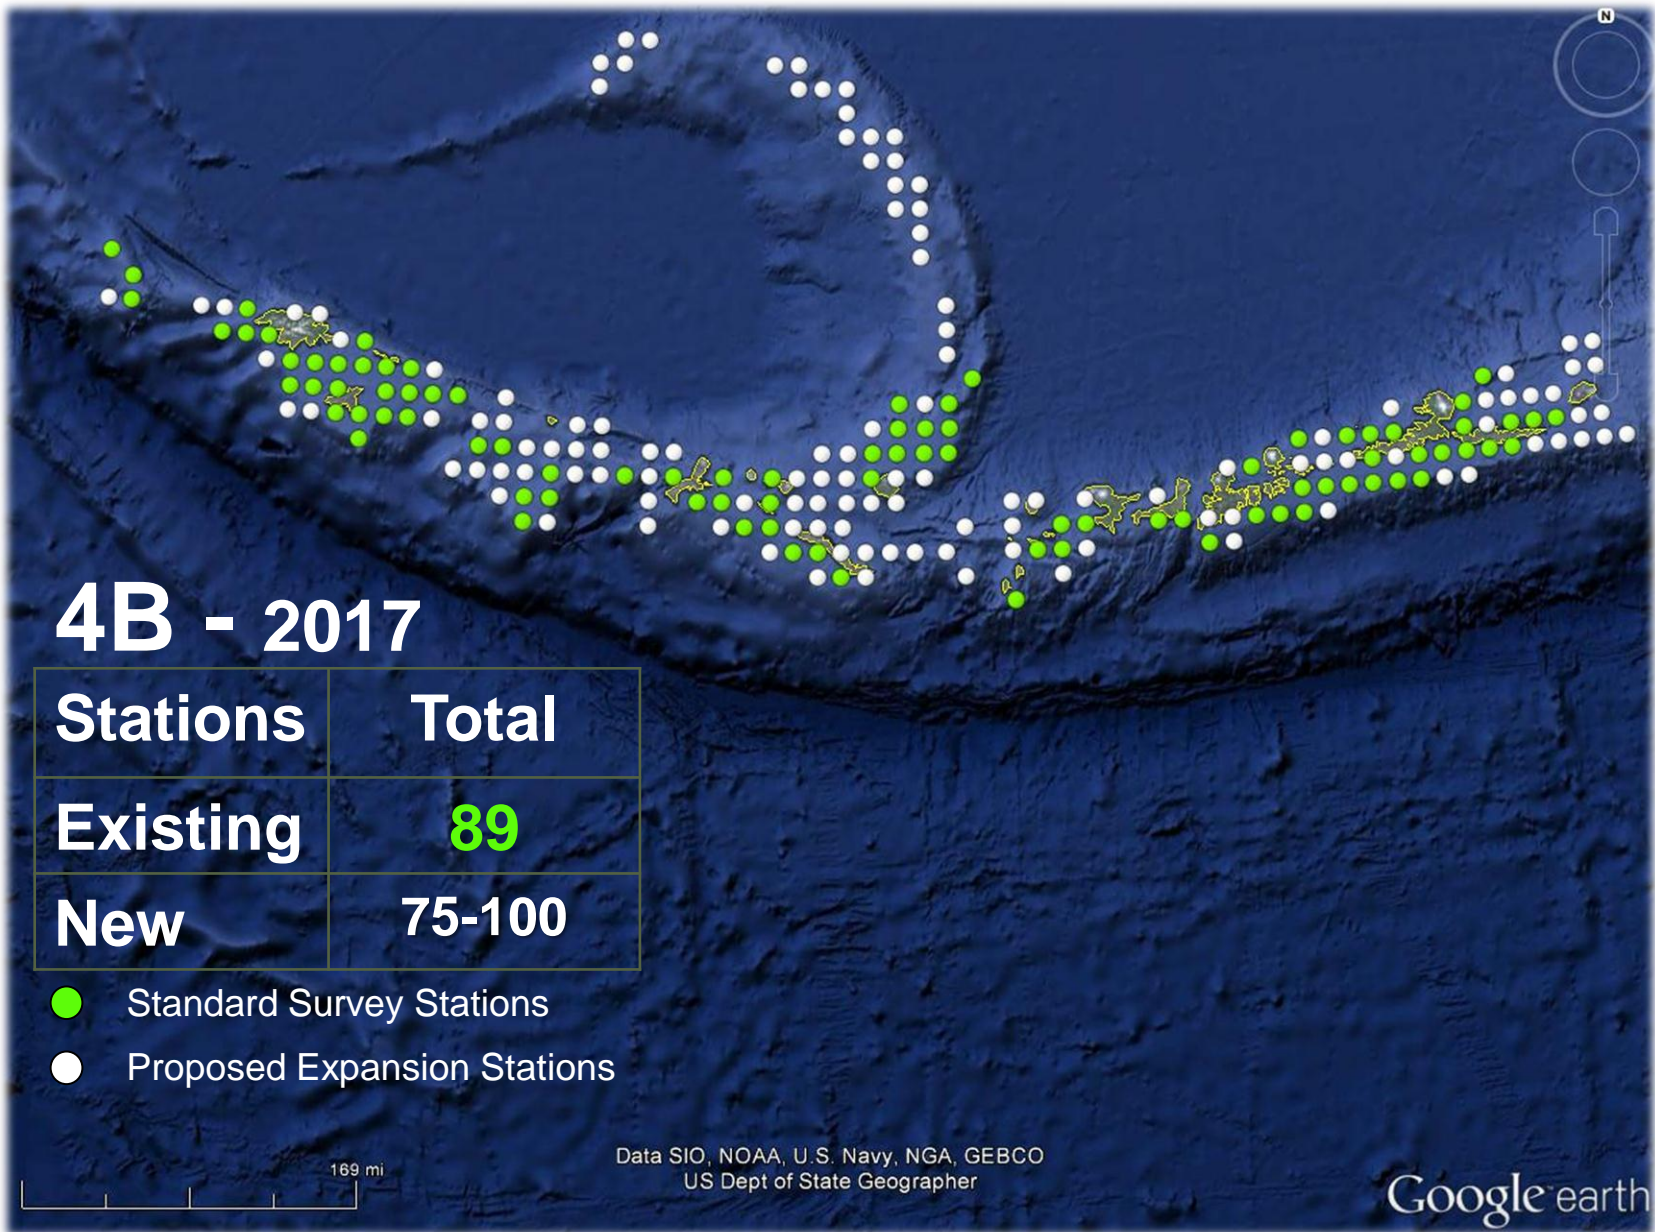 N
4B - 2017
Stations Total
Existing 89
New 75-100
Standard Survey Stations
Proposed Expansion Stations
169 mi
Data SIO, NOAA, U.S. Navy, NGA, GEBCO
US Dept of State Geographer
Google earth